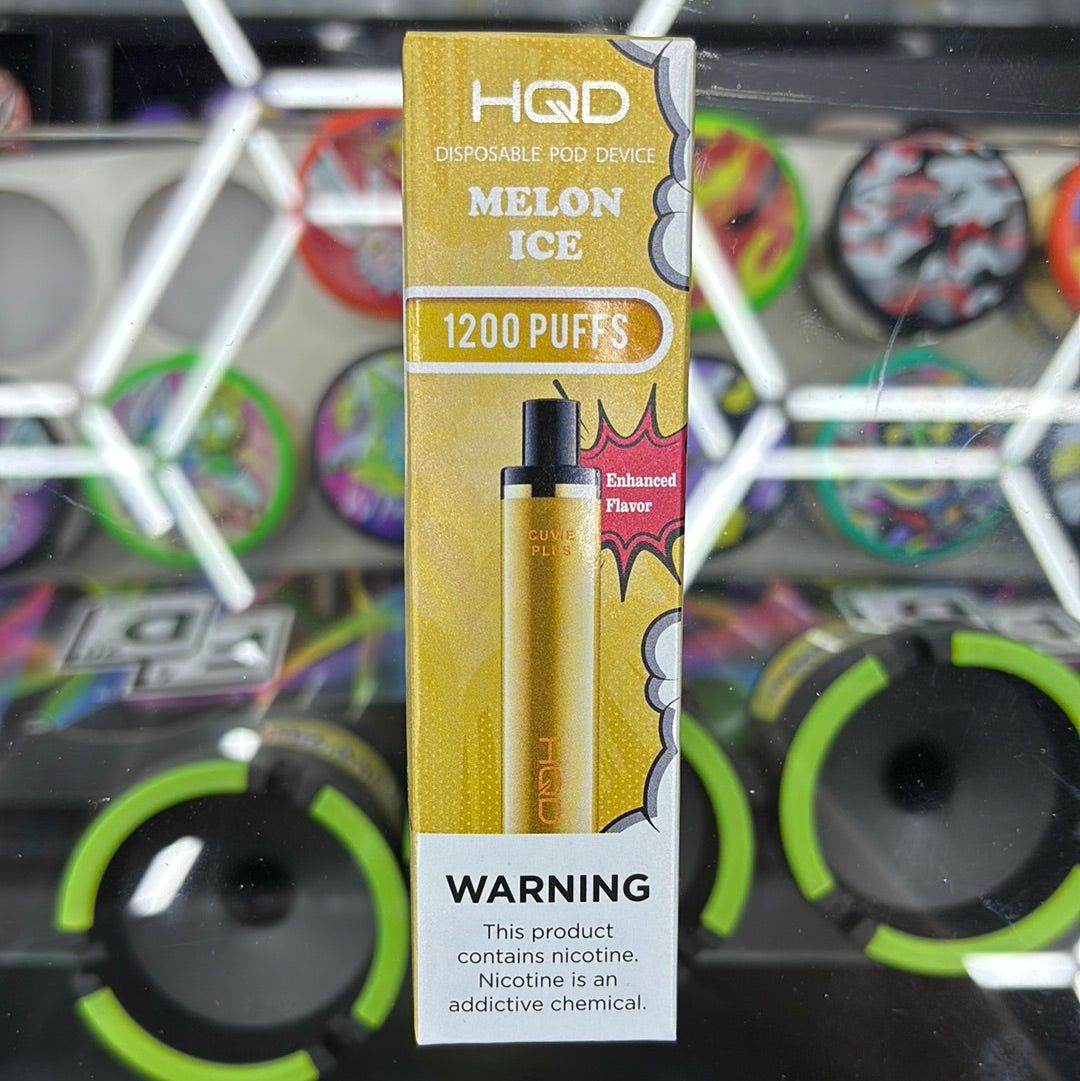 HQD
DISPOSABLE POD DEVICE
MELON
ICE
1200 PUFFS
Enhanced
Flavor
CUVIE
PLUS
HQD
WARNING
This product
contains nicotine.
Nicotine is an
addictive chemical.